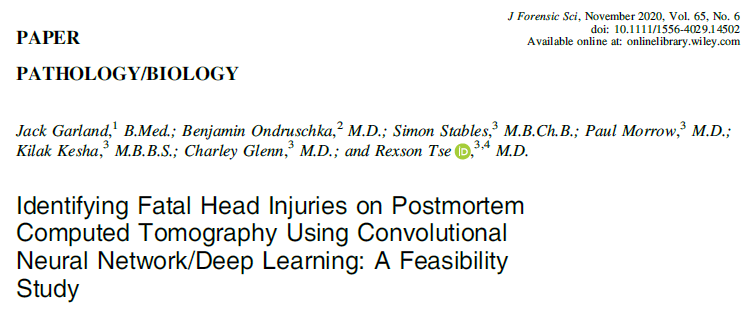 J Forensic Sci, November 2020, Vol. 65, No. 6
doi: 10.1111/1556-4029.14502
Available online at: onlinelibrary.wiley.com
PAPER
PATHOLOGY/BIOLOGY
Jack Garland,1 B.Med.; Benjamin Ondruschka,2 M.D.; Simon Stables,3 M.B.Ch.B.; Paul Morrow,3 M.D.;
Kilak Kesha,3 M.B.B.S.; Charley Glenn,3 M.D.; and Rexson Tse iD,3,4 M.D.
Identifying Fatal Head Injuries on Postmortem
Computed Tomography Using Convolutional
Neural Network/Deep Learning: A Feasibility
Study